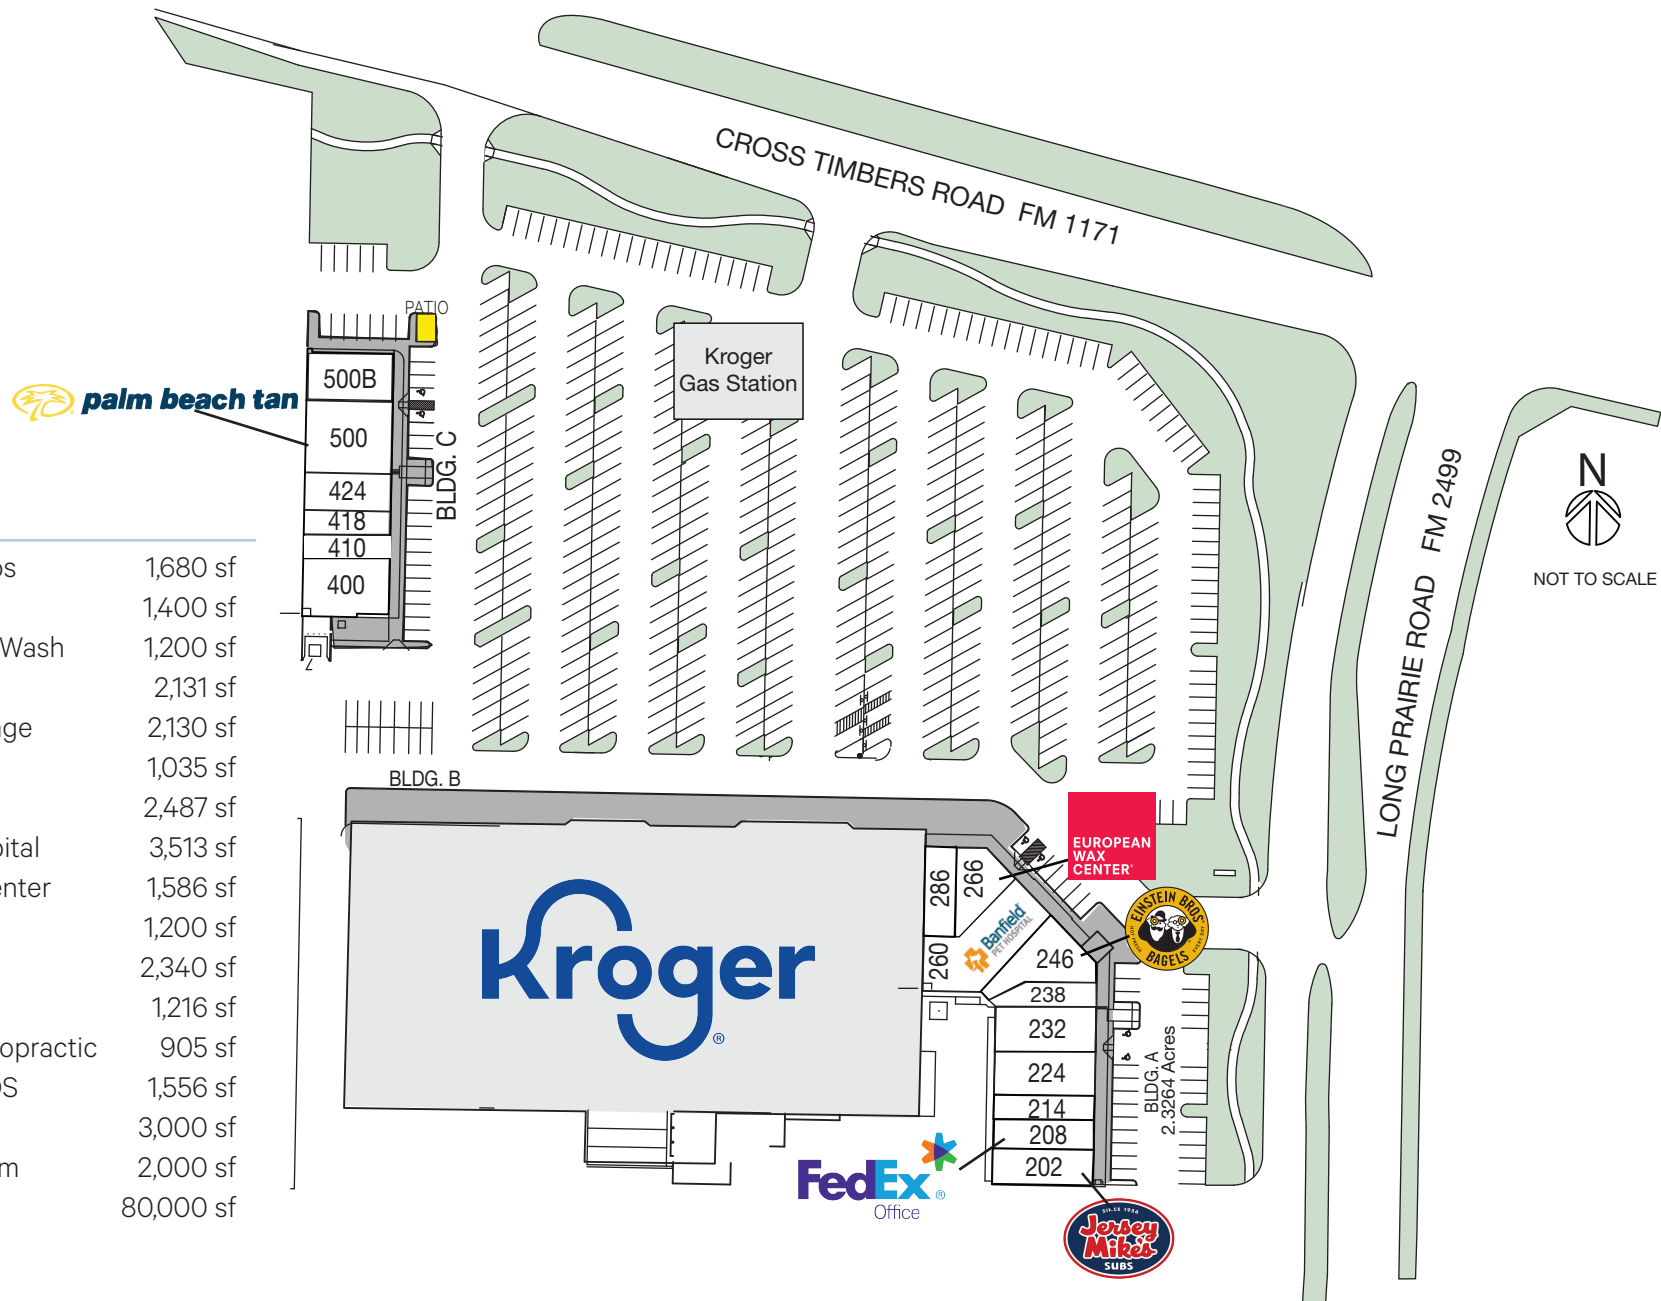 CROSS TIMBERS ROAD FM 1171
PATIO
Kroger
Gas Station
palm beach tan
500B
500
424
418
410
400
BLDG. C
LONG PRAIRIE ROAD FM 2499
N
NOT TO SCALE
os 1,680 sf
1,400 sf
Wash 1,200 sf
2,131 sf
ge 2,130 sf
1,035 sf
2,487 sf
ital 3,513 sf
enter 1,586 sf
1,200 sf
2,340 sf
1,216 sf
opractic 905 sf
S 1,556 sf
3,000 sf
m 2,000 sf
80,000 sf
BLDG. B
Kroger®
286
266
260
Banfield
PET HOSPITAL
EUROPEAN
WAX
CENTER
EINSTEIN BROS
BAGELS
246
238
232
224
214
208
202
BLDG. A
2.3264 Acres
FedEx®
Office
SINCE 1956
Jersey
Mike's
SUBS